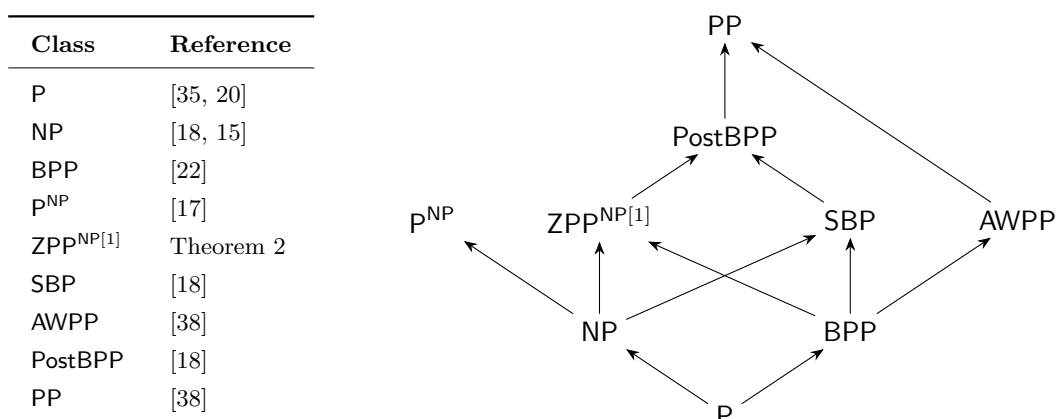 Class Reference
P [35, 20]
NP [18, 15]
BPP [22]
P^NP [17]
ZPP^NP[1] Theorem 2
SBP [18]
AWPP [38]
PostBPP [18]
PP [38]
PP
PostBPP
P^NP ZPP^NP[1] SBP AWPP
NP BPP
P